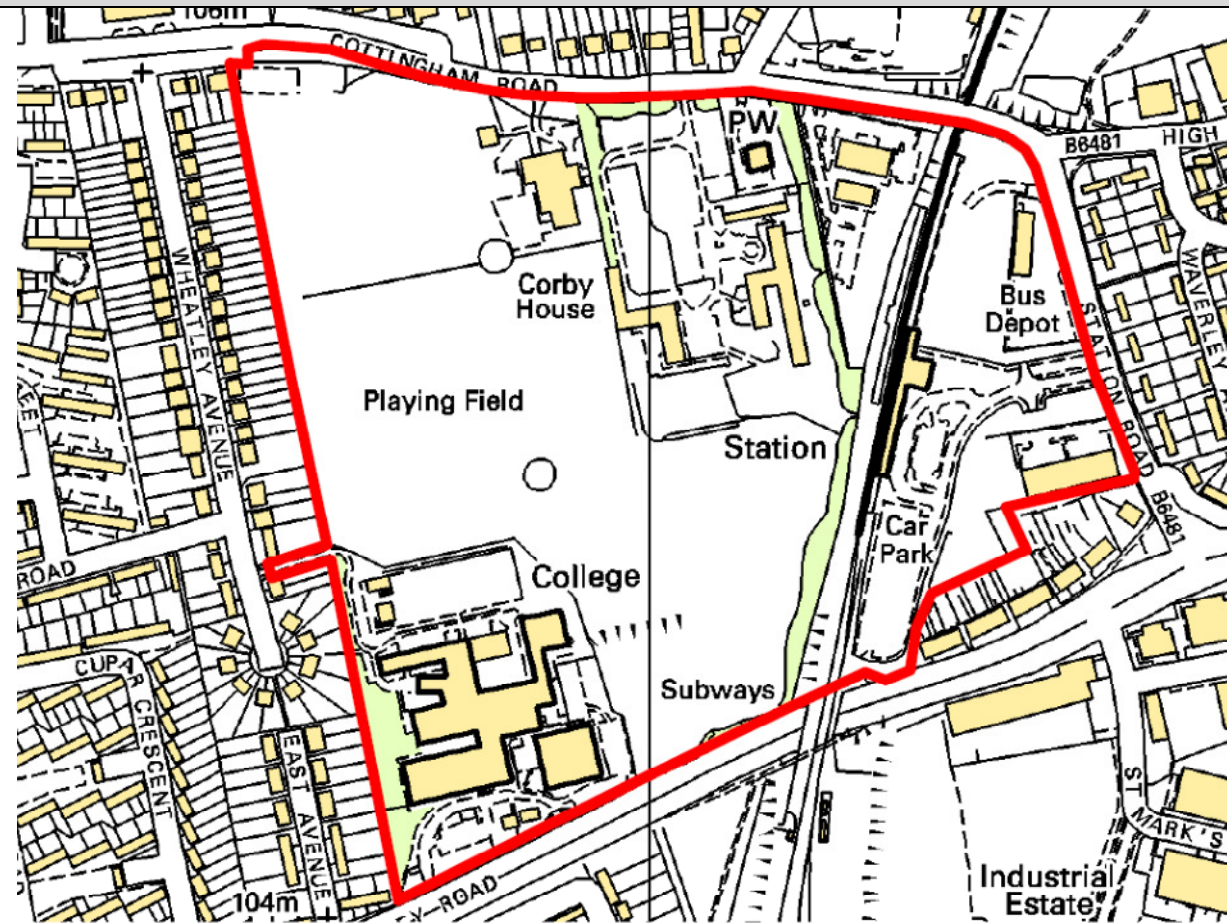 106m
COTTINGHAM ROAD
PW
B6481
HIGH
WHEATLEY AVENUE
WAVERLEY
Corby
House
Bus
Depot
STATION ROAD
Playing Field
Station
B6481
Car
Park
ROAD
College
CUPAR CRESCENT
Subways
EAST AVENUE
ST MARK'S
104m
EY ROAD
Industrial
Estate